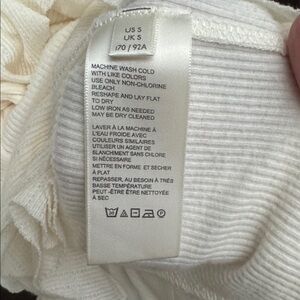 US S
UK S
170 / 92A
MACHINE WASH COLD
WITH LIKE COLORS
USE ONLY NON-CHLORINE
BLEACH
RESHAPE AND LAY FLAT
TO DRY
LOW IRON AS NEEDED
MAY BE DRY CLEANED
LAVER À LA MACHINE À
L'EAU FROIDE AVEC
COULEURS SIMILAIRES
UTILISER UN AGENT DE
BLANCHIMENT SANS CHLORE
SI NÉCESSAIRE
METTRE EN FORME ET SÉCHER
À PLAT
REPASSER, AU BESOIN À TRÈS
BASSE TEMPÉRATURE
PEUT-ÊTRE ÊTRE NETTOYÉE
À SEC